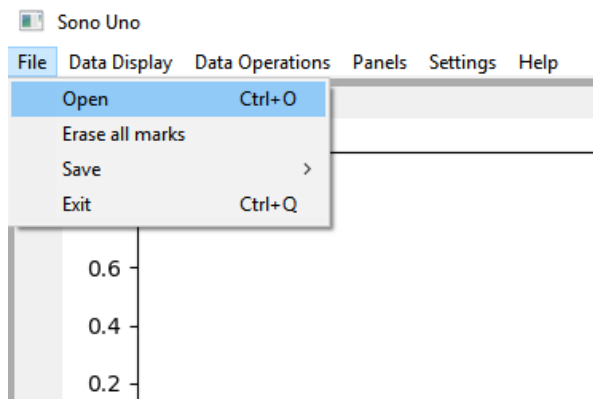 Sono Uno
File Data Display Data Operations Panels Settings Help
Open Ctrl+O
Erase all marks
Save >
Exit Ctrl+Q
0.6
0.4
0.2